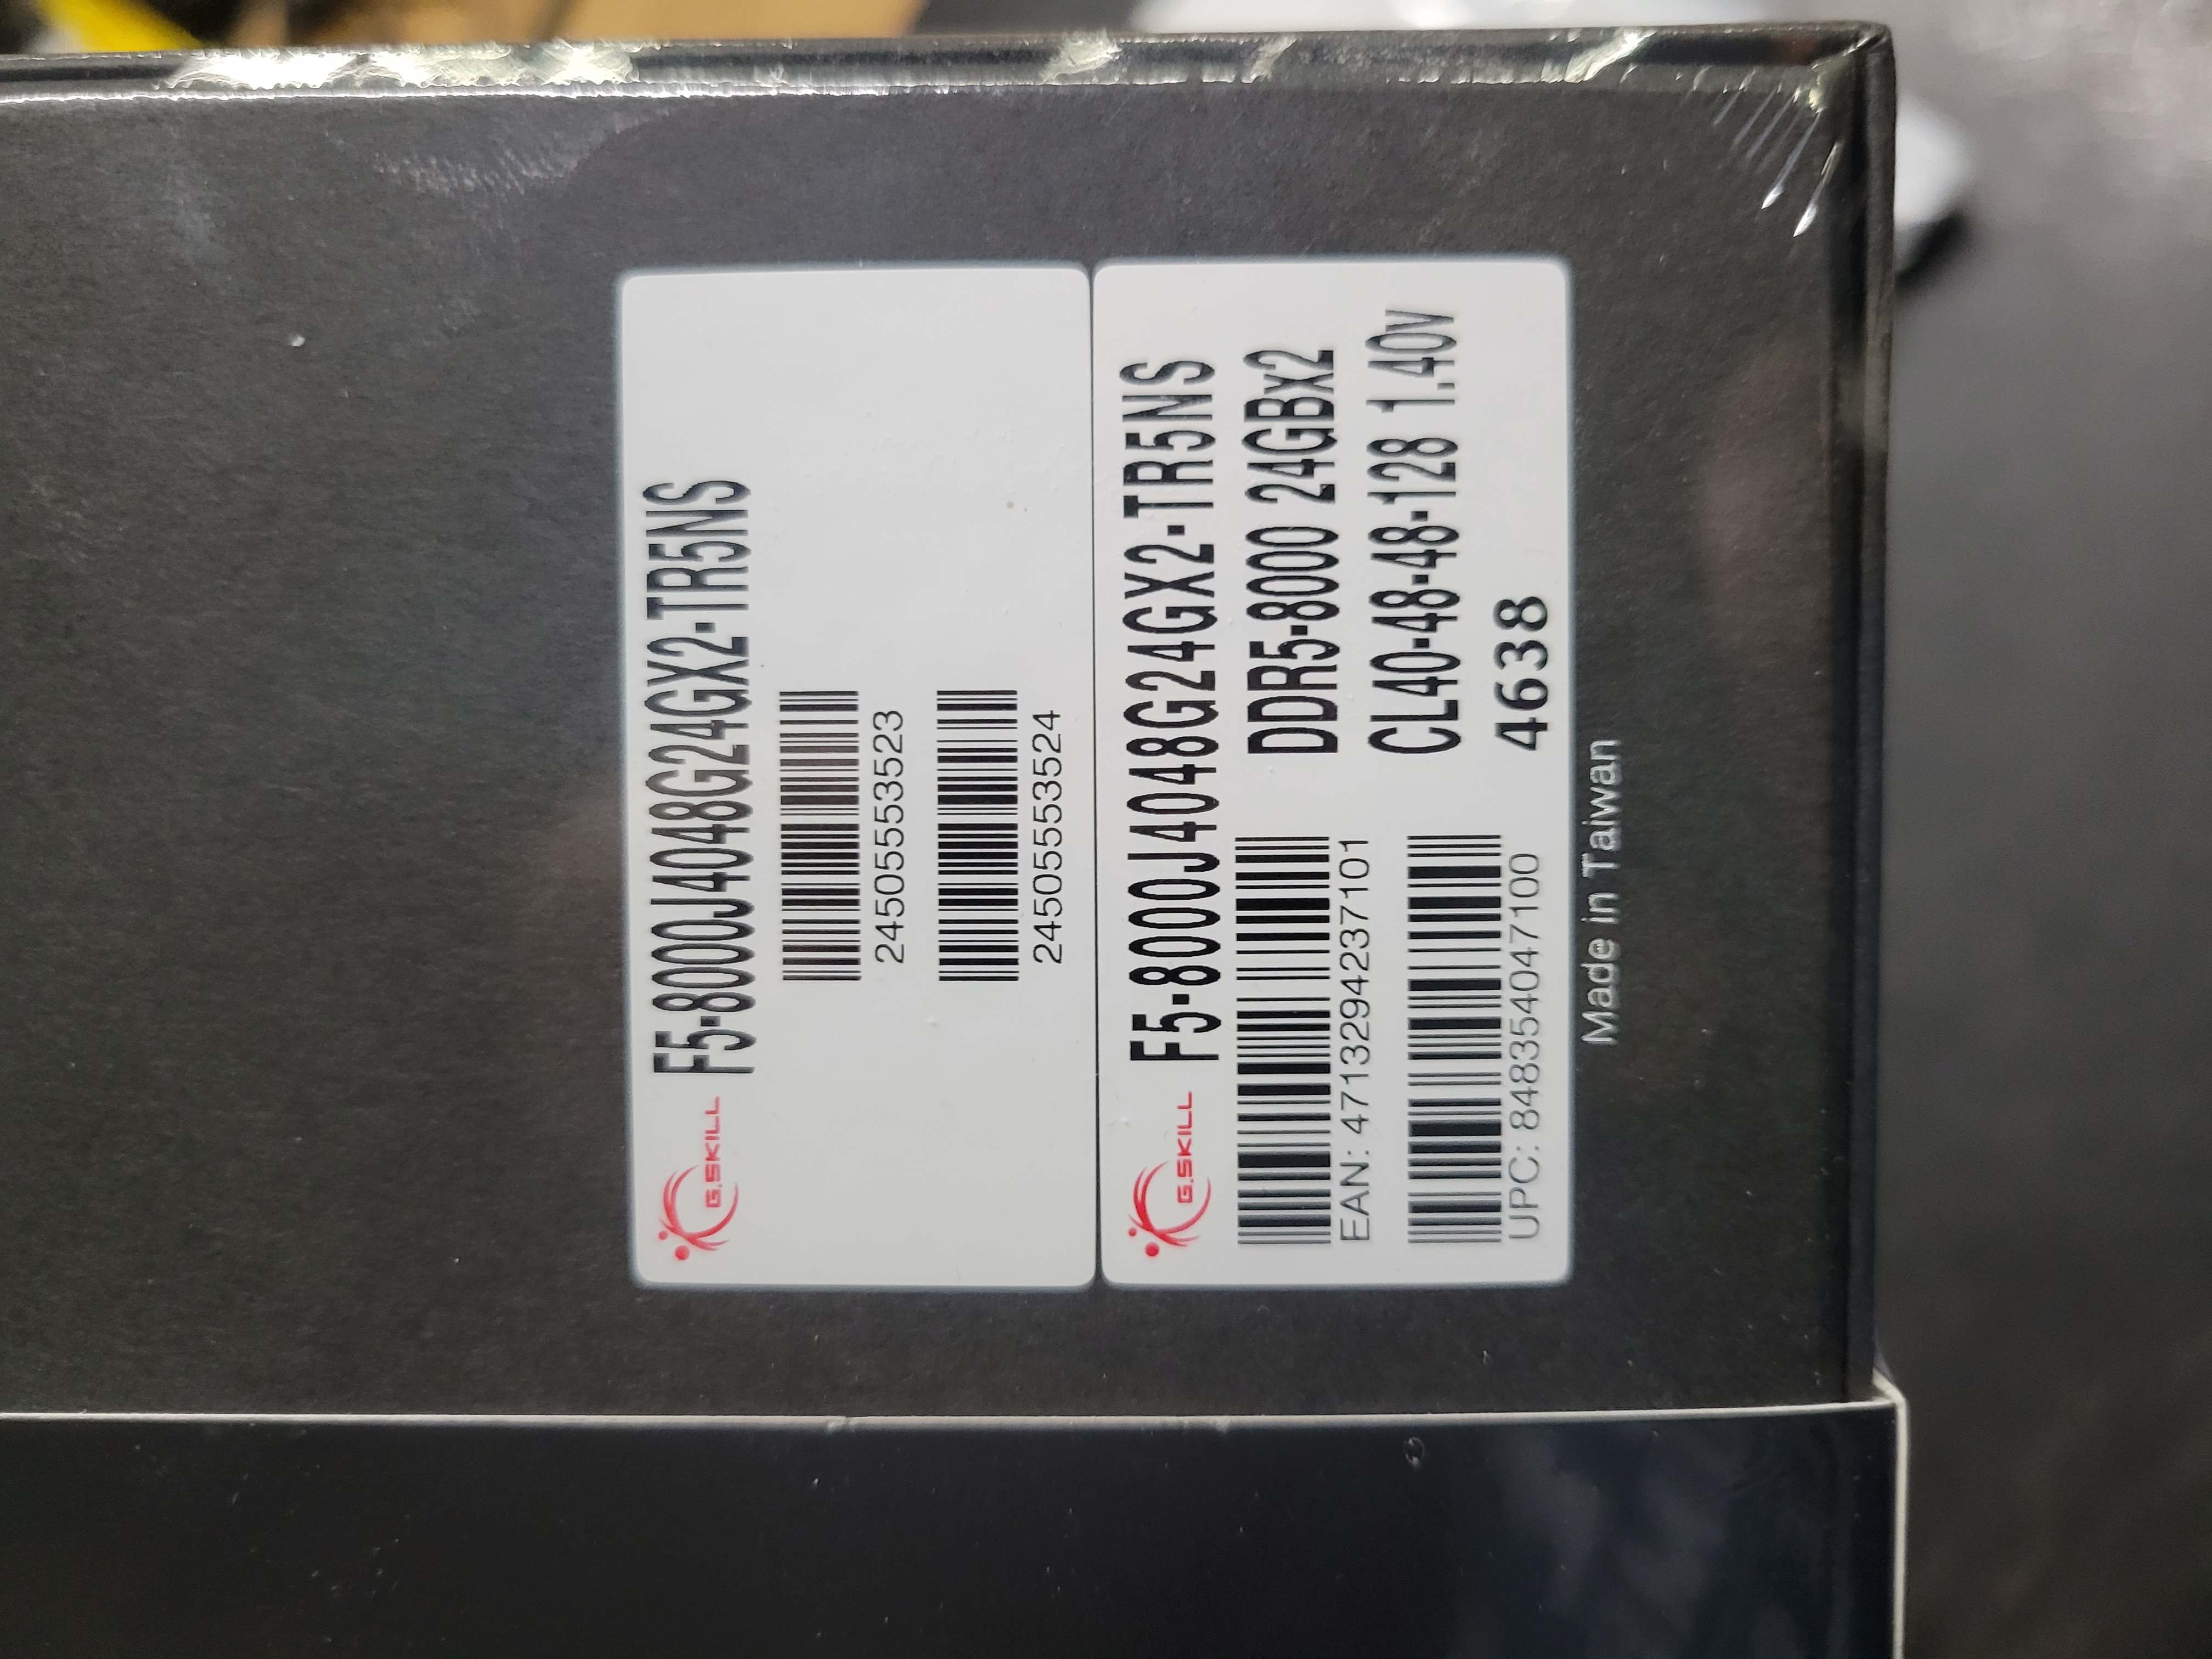 G.SKILL F5-8000J4048G24GX2-TR5NS
24505553523
24505553524
G.SKILL F5-8000J4048G24GX2-TR5NS
DDR5-8000 24GBx2
CL40-48-48-128 1.40v
4638
EAN: 4713294237101
UPC: 848354047100
Made in Taiwan